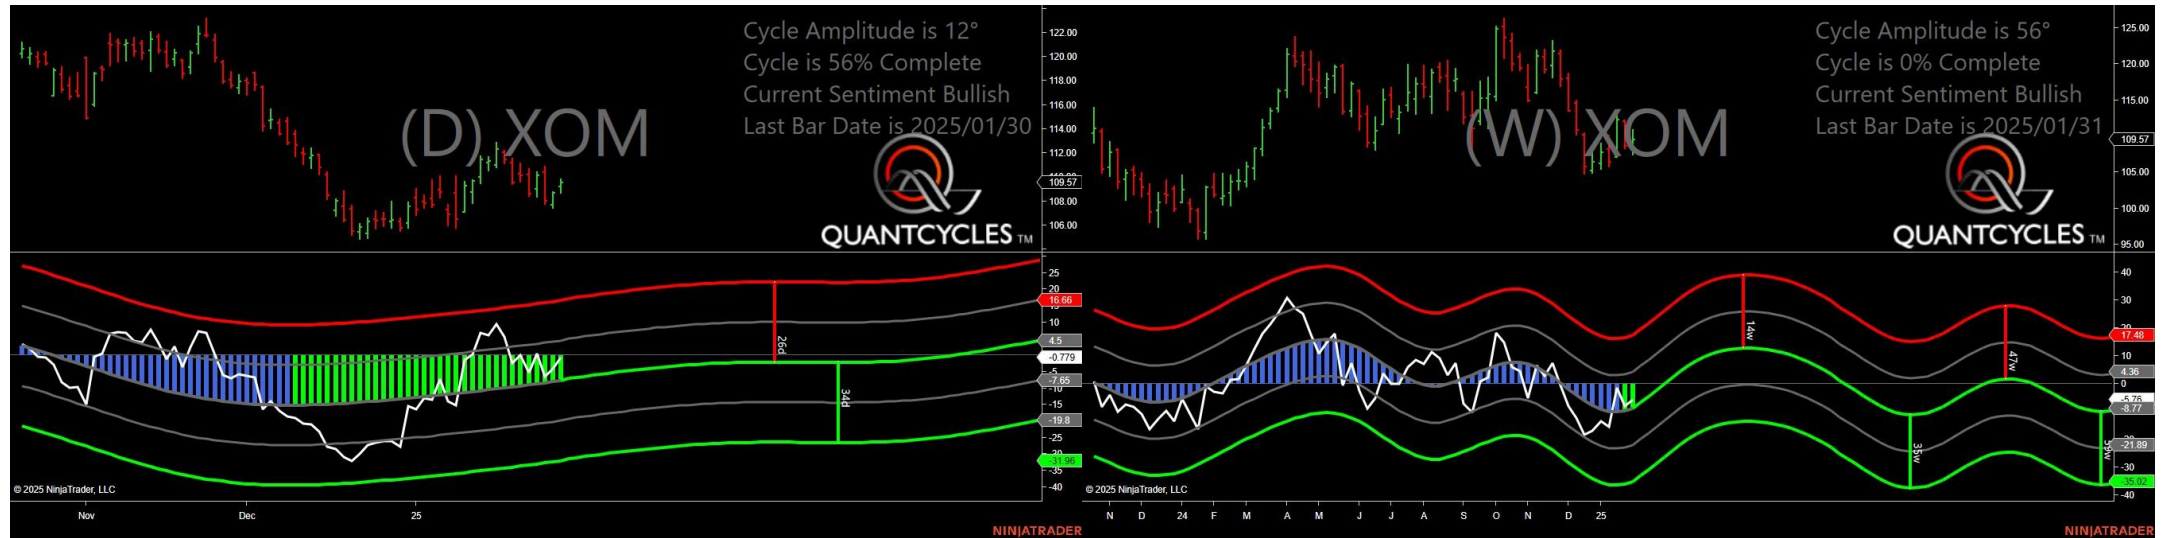 Cycle Amplitude is 12°
Cycle is 56% Complete
Current Sentiment Bullish
Last Bar Date is 2025/01/30
(D) XOM
QUANTCYCLES TM
122.00
120.00
118.00
116.00
114.00
112.00
109.57
108.00
106.00
25
20
16.66
10
4.5
-0.779
-5
-7.65
-10
-15
-19.8
-25
-31.96
-35
-40
26d
34d
© 2025 NinjaTrader, LLC
Nov Dec 25
NINJATRADER
Cycle Amplitude is 56°
Cycle is 0% Complete
Current Sentiment Bullish
Last Bar Date is 2025/01/31
(W) XOM
QUANTCYCLES TM
125.00
120.00
115.00
109.57
105.00
100.00
95.00
40
30
20
17.48
10
4.36
0
-5.76
-8.77
-21.89
-30
-35.02
-40
14w
35w
47w
59w
© 2025 NinjaTrader, LLC
N D 24 F M A M J J A S O N D 25
NINJATRADER